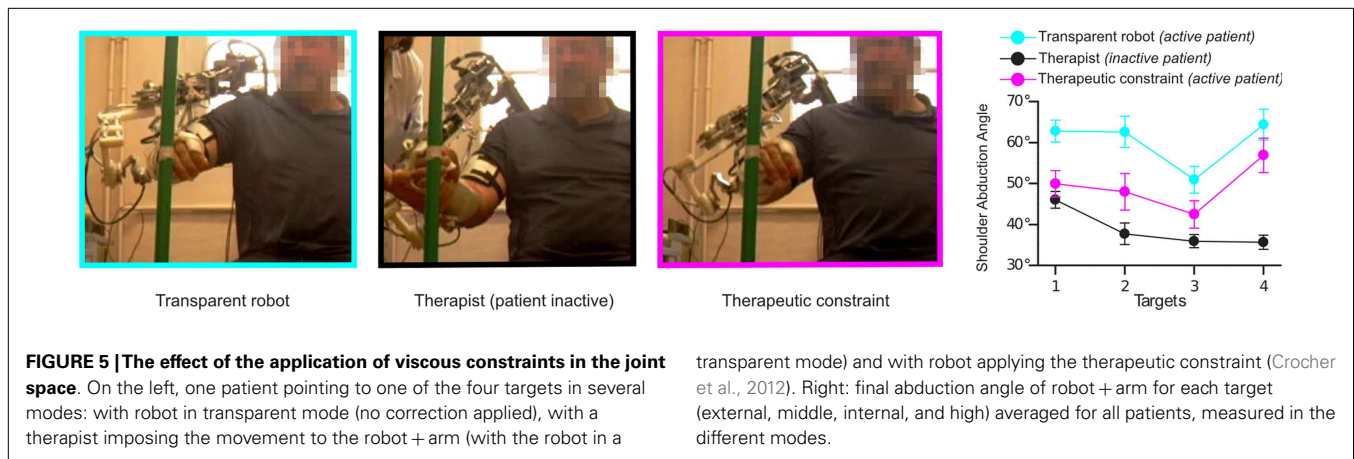 Transparent robot (active patient)
Therapist (inactive patient)
Therapeutic constraint (active patient)
70°
60°
50°
40°
30°
Shoulder Abduction Angle
1 2 3 4
Targets
Transparent robot
Therapist (patient inactive)
Therapeutic constraint
FIGURE 5 | The effect of the application of viscous constraints in the joint
space. On the left, one patient pointing to one of the four targets in several
modes: with robot in transparent mode (no correction applied), with a
therapist imposing the movement to the robot + arm (with the robot in a
transparent mode) and with robot applying the therapeutic constraint (Crocher
et al., 2012). Right: final abduction angle of robot + arm for each target
(external, middle, internal, and high) averaged for all patients, measured in the
different modes.